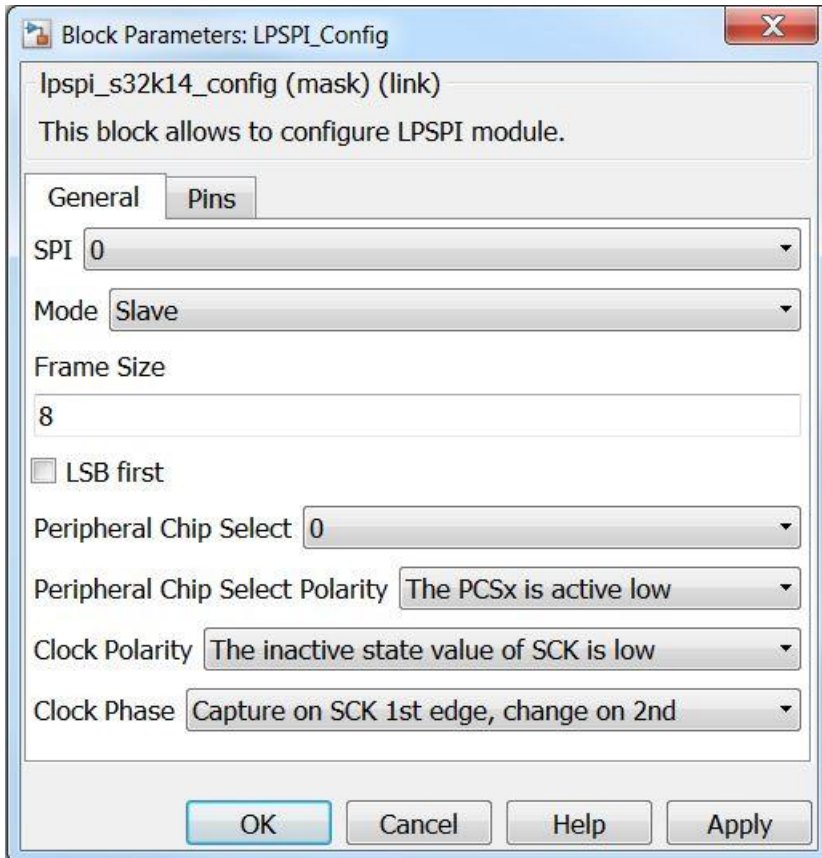 Block Parameters: LPSPI_Config
lpspi_s32k14_config (mask) (link)
This block allows to configure LPSPI module.
General Pins
SPI 0
Mode Slave
Frame Size
8
LSB first
Peripheral Chip Select 0
Peripheral Chip Select Polarity The PCSx is active low
Clock Polarity The inactive state value of SCK is low
Clock Phase Capture on SCK 1st edge, change on 2nd
OK Cancel Help Apply